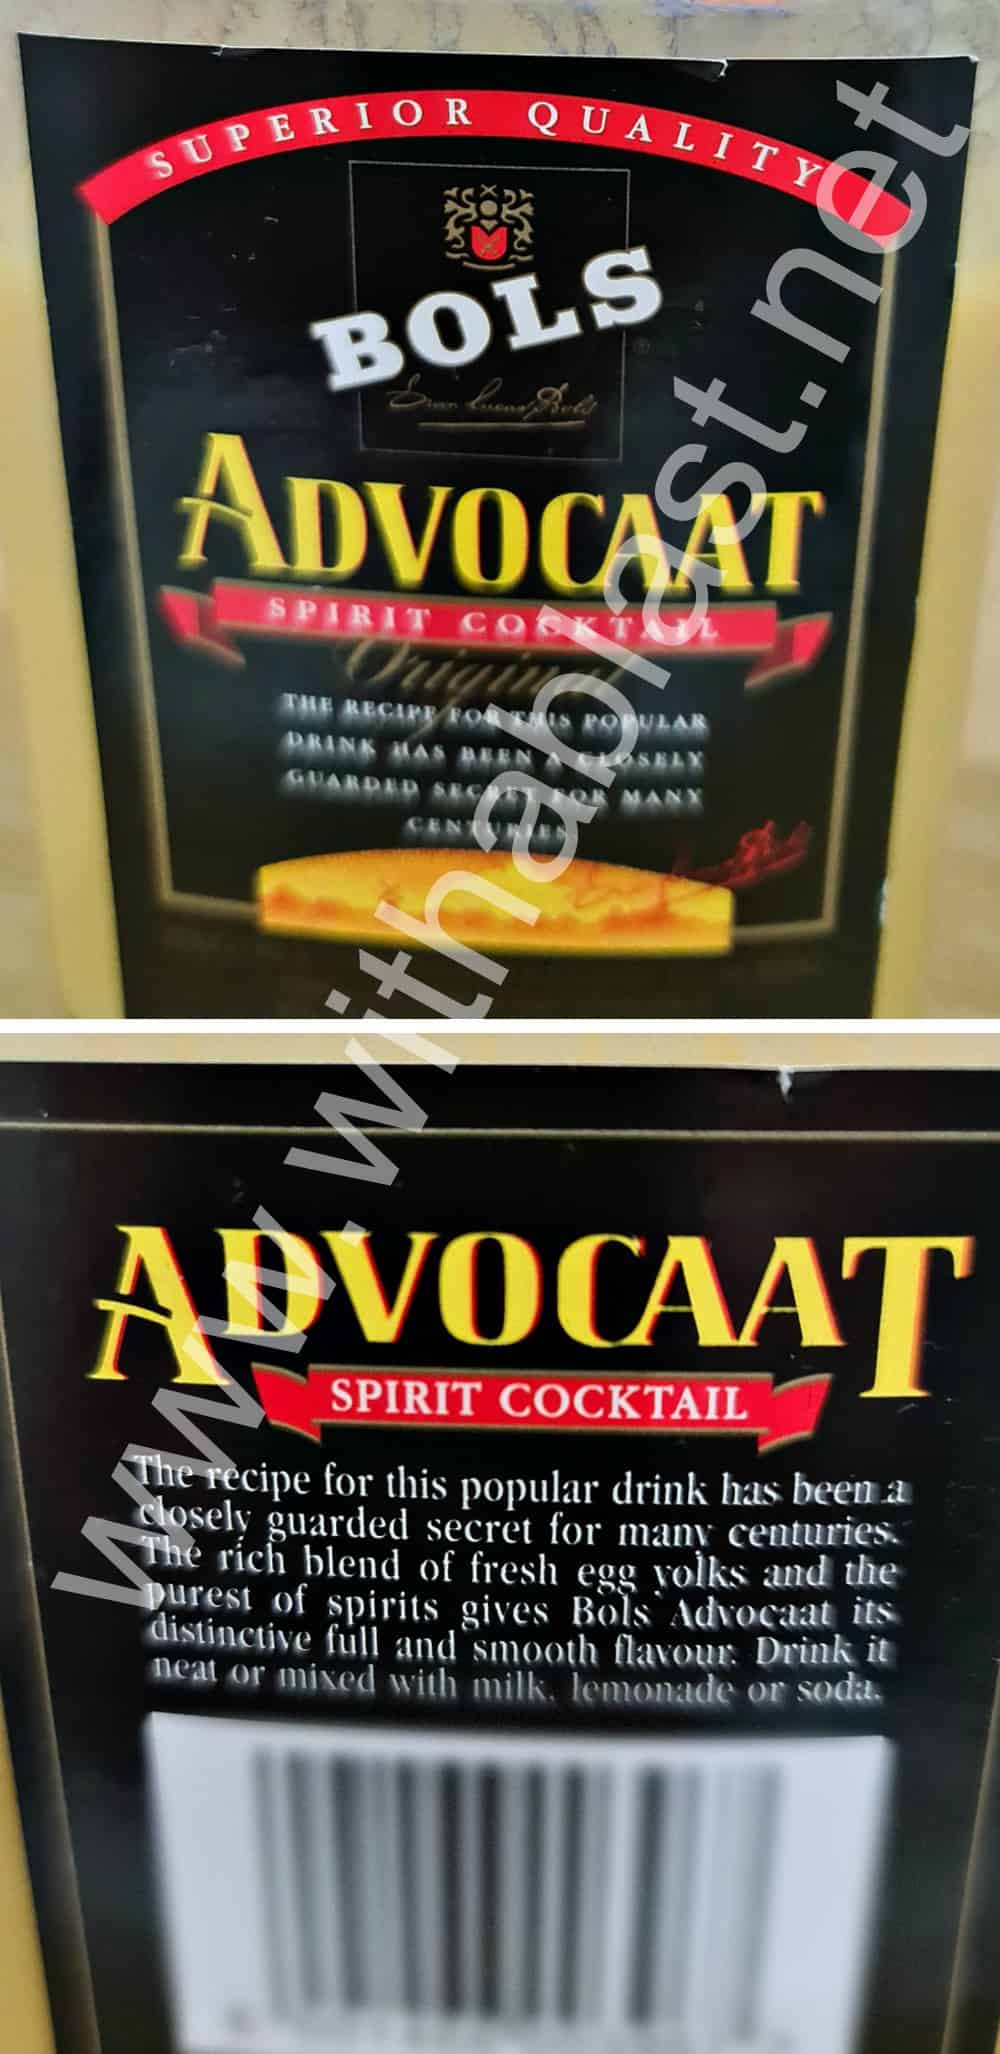 SUPERIOR QUALITY
BOLS
®
ADVOCAAT
SPIRIT COCKTAIL
Original
THE RECIPE FOR THIS POPULAR
DRINK HAS BEEN A CLOSELY
GUARDED SECRET FOR MANY
CENTURIES
www.withablast.net
ADVOCAAT
SPIRIT COCKTAIL
The recipe for this popular drink has been a
closely guarded secret for many centuries.
The rich blend of fresh egg yolks and the
purest of spirits gives Bols Advocaat its
distinctive full and smooth flavour. Drink it
neat or mixed with milk, lemonade or soda.